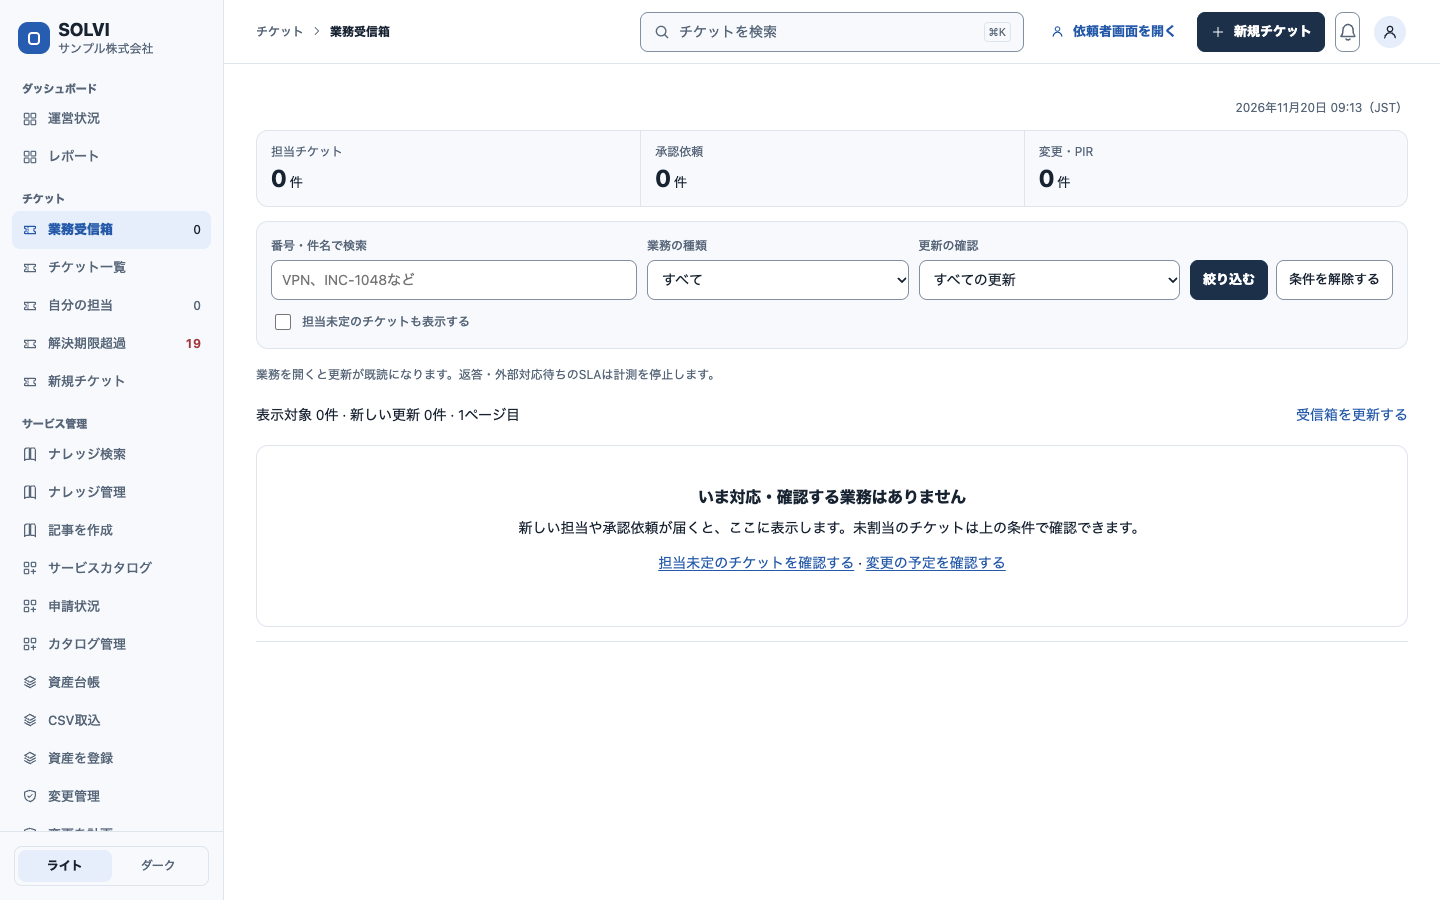 SOLVI
サンプル株式会社
ダッシュボード
運営状況
レポート
チケット
業務受信箱 0
チケット一覧
自分の担当 0
解決期限超過 19
新規チケット
サービス管理
ナレッジ検索
ナレッジ管理
記事を作成
サービスカタログ
申請状況
カタログ管理
資産台帳
CSV取込
資産を登録
変更管理
ライト ダーク
チケット > 業務受信箱
チケットを検索 ⌘K
依頼者画面を開く
+ 新規チケット
2026年11月20日 09:13（JST）
担当チケット
0 件
承認依頼
0 件
変更・PIR
0 件
番号・件名で検索
VPN、INC-1048など
業務の種類
すべて
更新の確認
すべての更新
絞り込む
条件を解除する
担当未定のチケットも表示する
業務を開くと更新が既読になります。返答・外部対応待ちのSLAは計測を停止します。
表示対象 0件 · 新しい更新 0件 · 1ページ目
受信箱を更新する
いま対応・確認する業務はありません
新しい担当や承認依頼が届くと、ここに表示します。未割当のチケットは上の条件で確認できます。
担当未定のチケットを確認する · 変更の予定を確認する